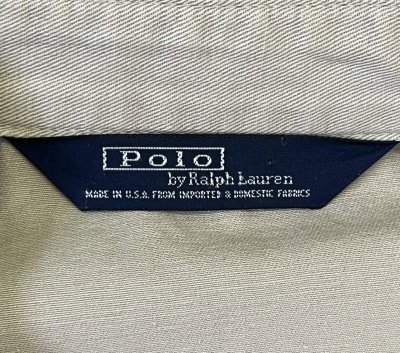 Polo
by Ralph Lauren
MADE IN U.S.A. FROM IMPORTED & DOMESTIC FABRICS